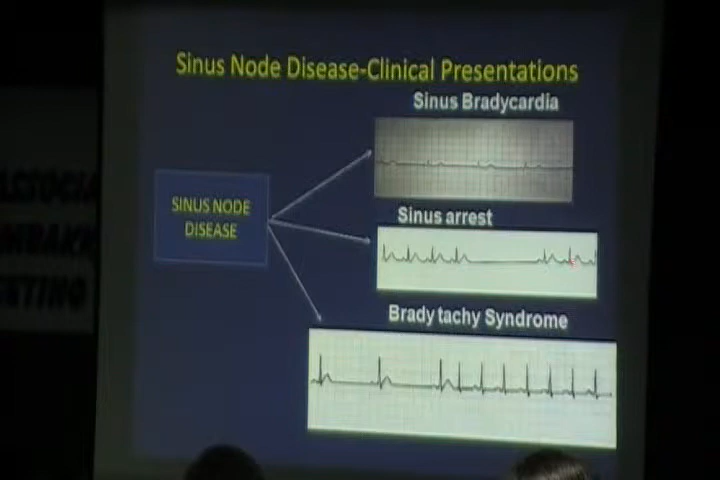 Sinus Node Disease-Clinical Presentations
Sinus Bradycardia
SINUS NODE
DISEASE
Sinus arrest
Brady tachy Syndrome